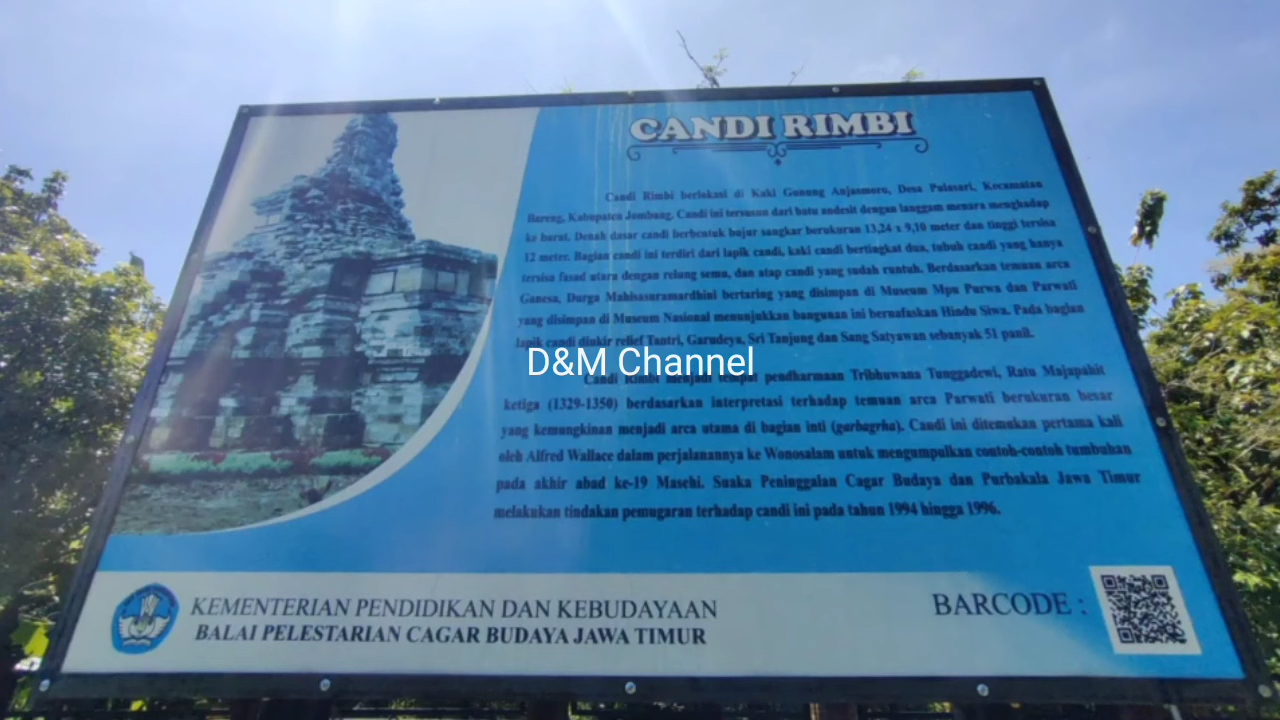 CANDI RIMBI
Candi Rimbi berlokasi di Kaki Gunung Anjasmoro, Desa Pulasari, Kecamatan
Bareng, Kabupaten Jombang. Candi ini tersusun dari batu andesit dengan langgam menara menghadap
ke barat. Denah dasar candi berbentuk bujur sangkar berukuran 13,24 x 9,10 meter dan tinggi tersisa
12 meter. Bagian candi ini terdiri dari lapik candi, kaki candi bertingkat dua, tubuh candi yang hanya
tersisa fasad utara dengan relung semu, dan atap candi yang sudah runtuh. Berdasarkan temuan arca
Ganesa, Durga Mahisasuramardhini bertaring yang disimpan di Museum Mpu Purwa dan Parwati
yang disimpan di Museum Nasional menunjukkan bangunan ini bernafaskan Hindu Siwa. Pada bagian
lapik candi diukir relief Tantri, Garudeya, Sri Tanjung dan Sang Satyawan sebanyak 51 panil.
D&M Channel
Candi Rimbi menjadi tempat pendharmaan Tribhuwana Tunggadewi, Ratu Majapahit
ketiga (1329-1350) berdasarkan interpretasi terhadap temuan arca Parwati berukuran besar
yang kemungkinan menjadi arca utama di bagian inti (garbagrha). Candi ini ditemukan pertama kali
oleh Alfred Wallace dalam perjalanannya ke Wonosalam untuk mengumpulkan contoh-contoh tumbuhan
pada akhir abad ke-19 Masehi. Suaka Peninggalan Cagar Budaya dan Purbakala Jawa Timur
melakukan tindakan pemugaran terhadap candi ini pada tahun 1994 hingga 1996.
KEMENTERIAN PENDIDIKAN DAN KEBUDAYAAN
BALAI PELESTARIAN CAGAR BUDAYA JAWA TIMUR
BARCODE :